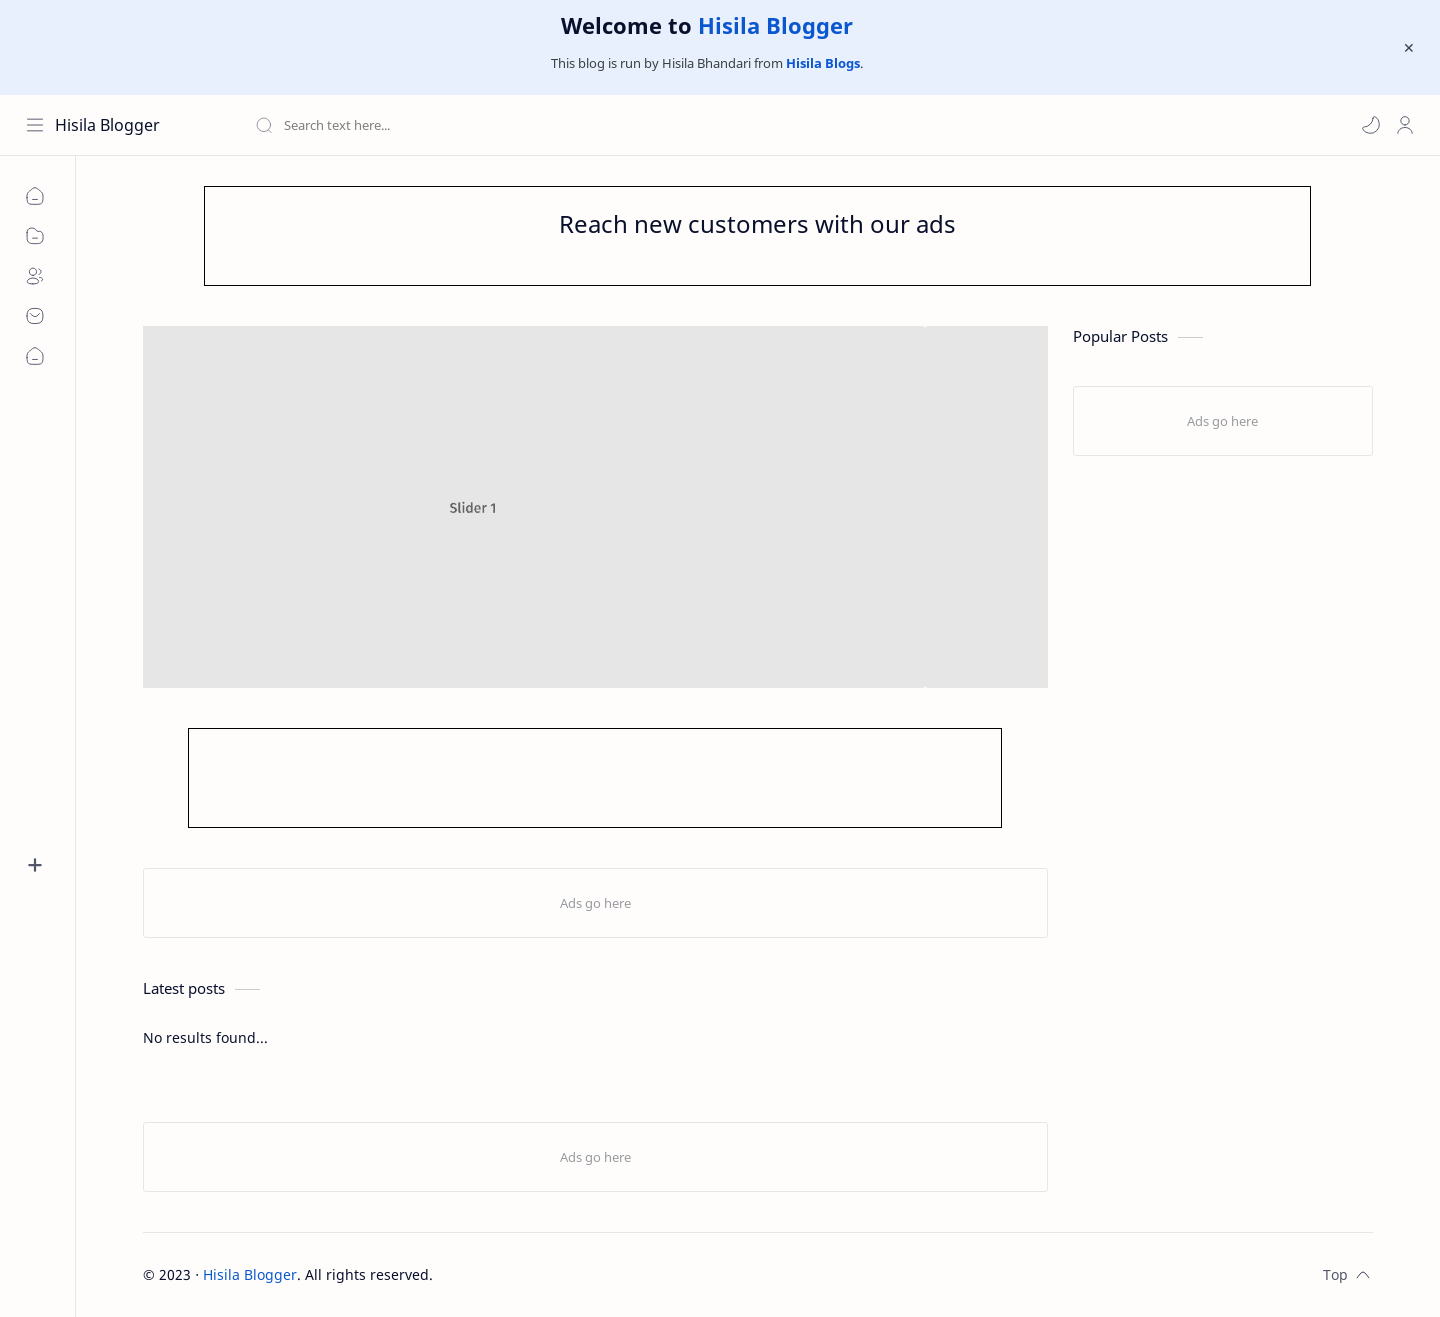 Welcome to Hisila Blogger
This blog is run by Hisila Bhandari from Hisila Blogs.
Hisila Blogger
Search text here...
Reach new customers with our ads
Slider 1
Popular Posts
Ads go here
Ads go here
Latest posts
No results found...
Ads go here
© 2023 · Hisila Blogger. All rights reserved.
Top